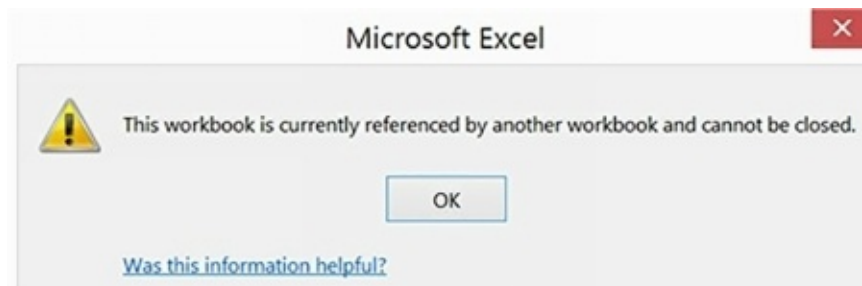 Microsoft Excel
This workbook is currently referenced by another workbook and cannot be closed.
OK
Was this information helpful?